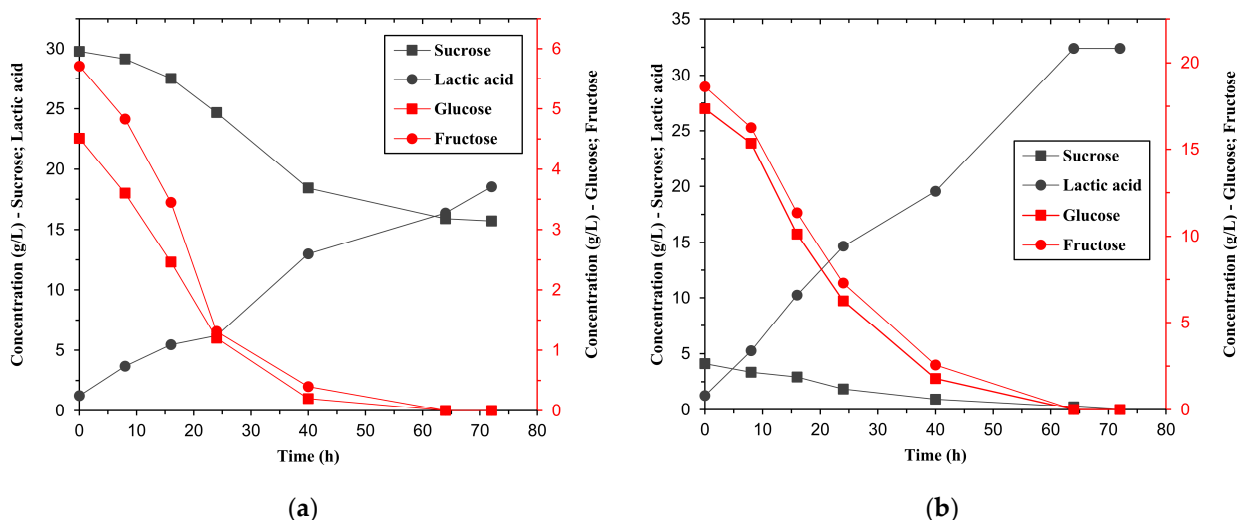 Concentration (g/L) - Sucrose; Lactic acid
30
25
20
15
10
5
0
Sucrose
Lactic acid
Glucose
Fructose
6
5
4
3
2
1
0
Concentration (g/L) - Glucose; Fructose
0 10 20 30 40 50 60 70 80
Time (h)
(a)
Concentration (g/L) - Sucrose; Lactic acid
35
30
25
20
15
10
5
0
Sucrose
Lactic acid
Glucose
Fructose
20
15
10
5
0
Concentration (g/L) - Glucose; Fructose
0 10 20 30 40 50 60 70 80
Time (h)
(b)